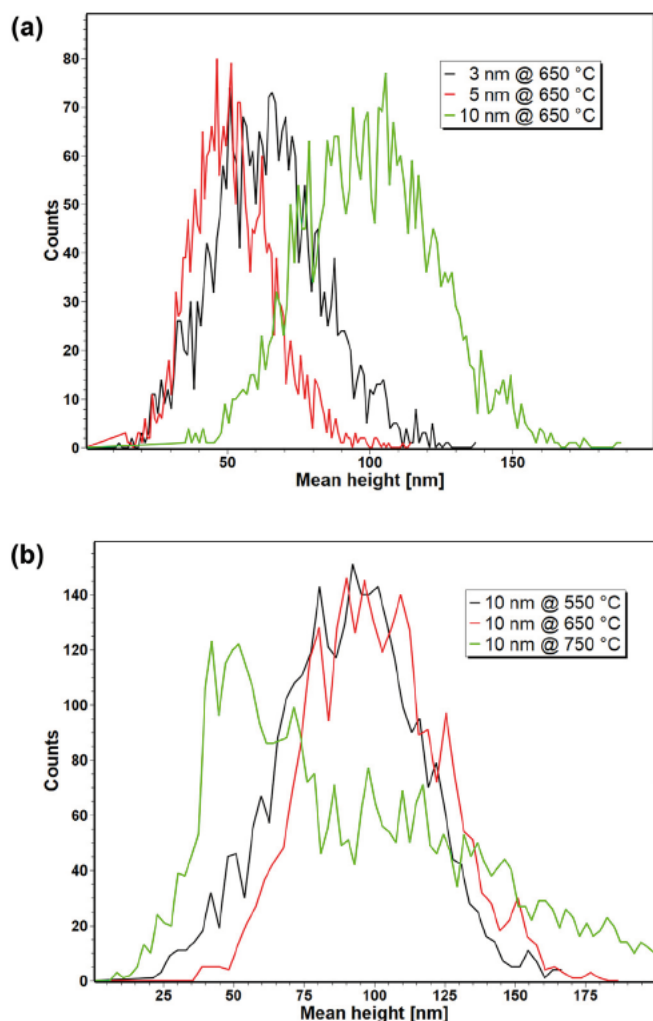 (a)
80
70
60
50
40
30
20
10
0
Counts
3 nm @ 650 °C
5 nm @ 650 °C
10 nm @ 650 °C
50
100
150
Mean height [nm]
(b)
140
120
100
80
60
40
20
0
Counts
10 nm @ 550 °C
10 nm @ 650 °C
10 nm @ 750 °C
25
50
75
100
125
150
175
Mean height [nm]